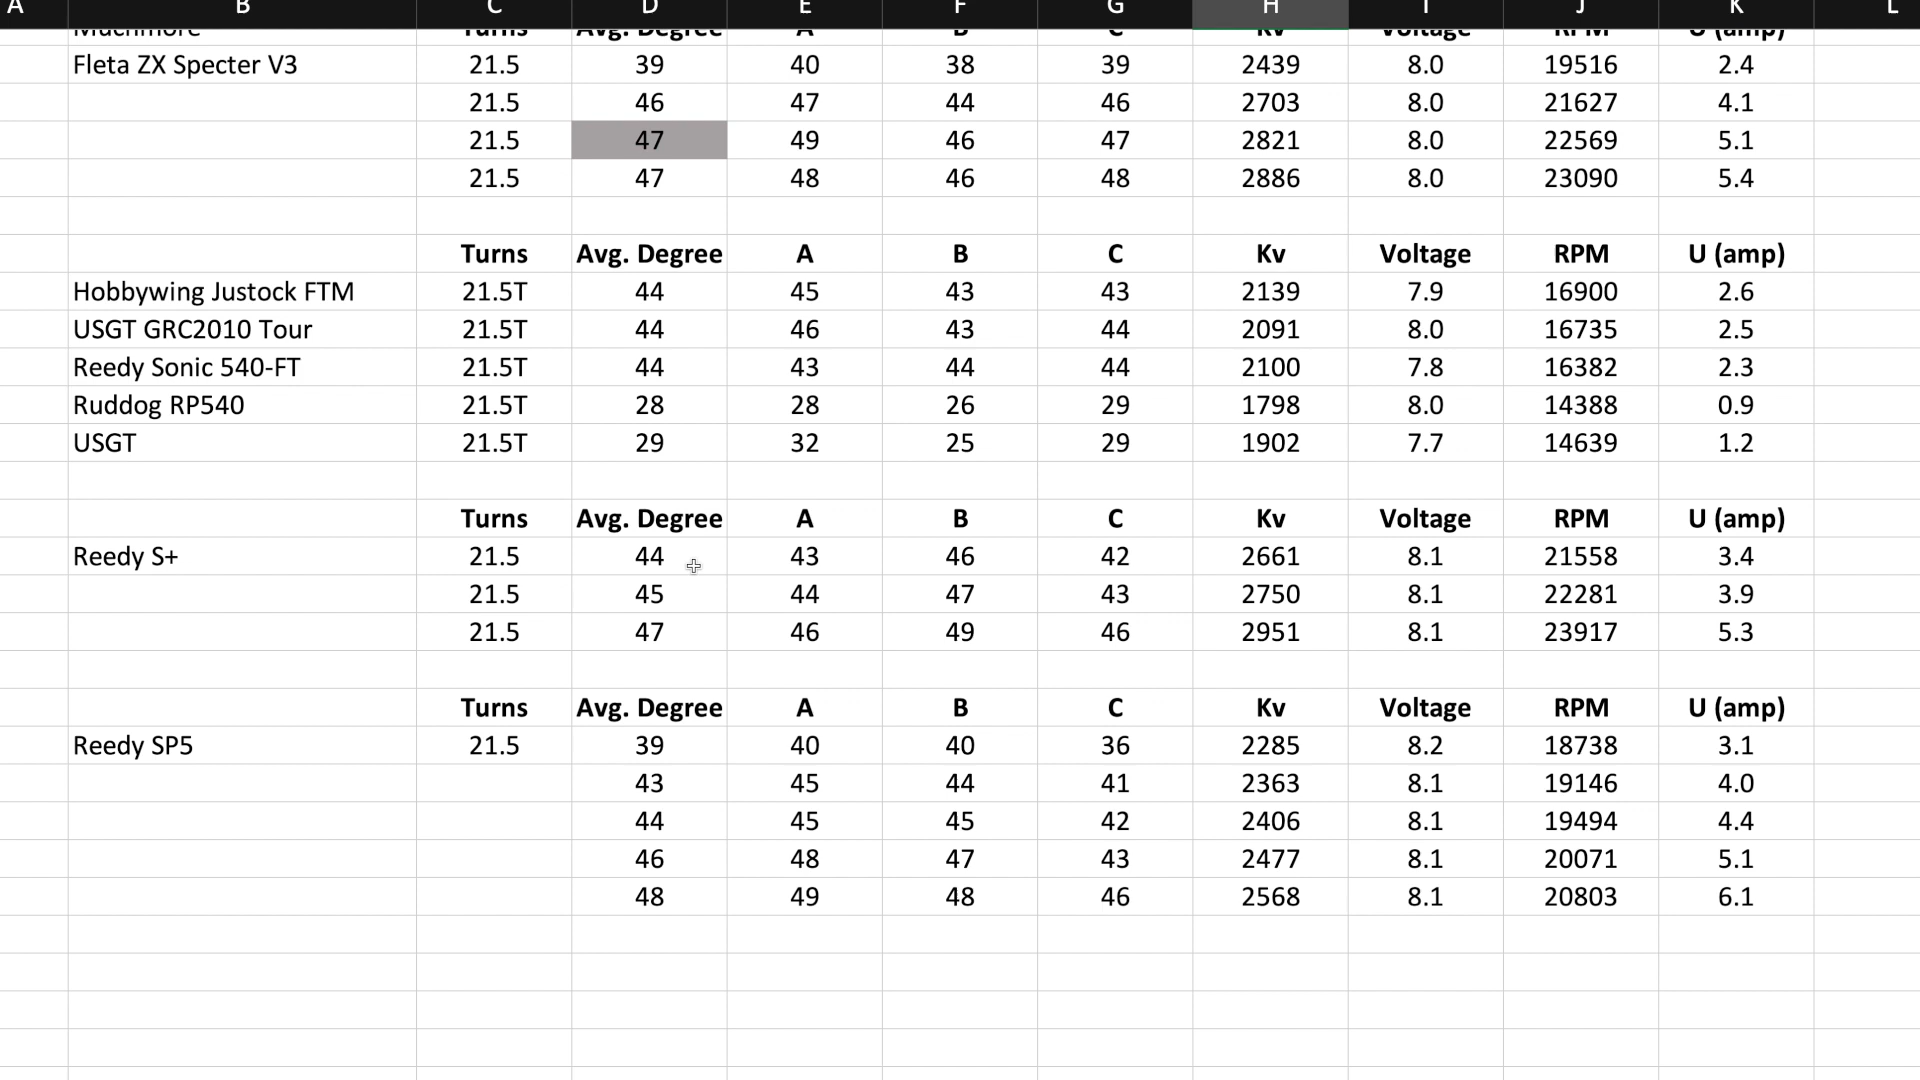 A B C D E F G H I J K L
Muchmore Turns Avg. Degree A B C Kv Voltage RPM U (amp)
Fleta ZX Specter V3 21.5 39 40 38 39 2439 8.0 19516 2.4
21.5 46 47 44 46 2703 8.0 21627 4.1
21.5 47 49 46 47 2821 8.0 22569 5.1
21.5 47 48 46 48 2886 8.0 23090 5.4
Turns Avg. Degree A B C Kv Voltage RPM U (amp)
Hobbywing Justock FTM 21.5T 44 45 43 43 2139 7.9 16900 2.6
USGT GRC2010 Tour 21.5T 44 46 43 44 2091 8.0 16735 2.5
Reedy Sonic 540-FT 21.5T 44 43 44 44 2100 7.8 16382 2.3
Ruddog RP540 21.5T 28 28 26 29 1798 8.0 14388 0.9
USGT 21.5T 29 32 25 29 1902 7.7 14639 1.2
Turns Avg. Degree A B C Kv Voltage RPM U (amp)
Reedy S+ 21.5 44 43 46 42 2661 8.1 21558 3.4
21.5 45 44 47 43 2750 8.1 22281 3.9
21.5 47 46 49 46 2951 8.1 23917 5.3
Turns Avg. Degree A B C Kv Voltage RPM U (amp)
Reedy SP5 21.5 39 40 40 36 2285 8.2 18738 3.1
43 45 44 41 2363 8.1 19146 4.0
44 45 45 42 2406 8.1 19494 4.4
46 48 47 43 2477 8.1 20071 5.1
48 49 48 46 2568 8.1 20803 6.1